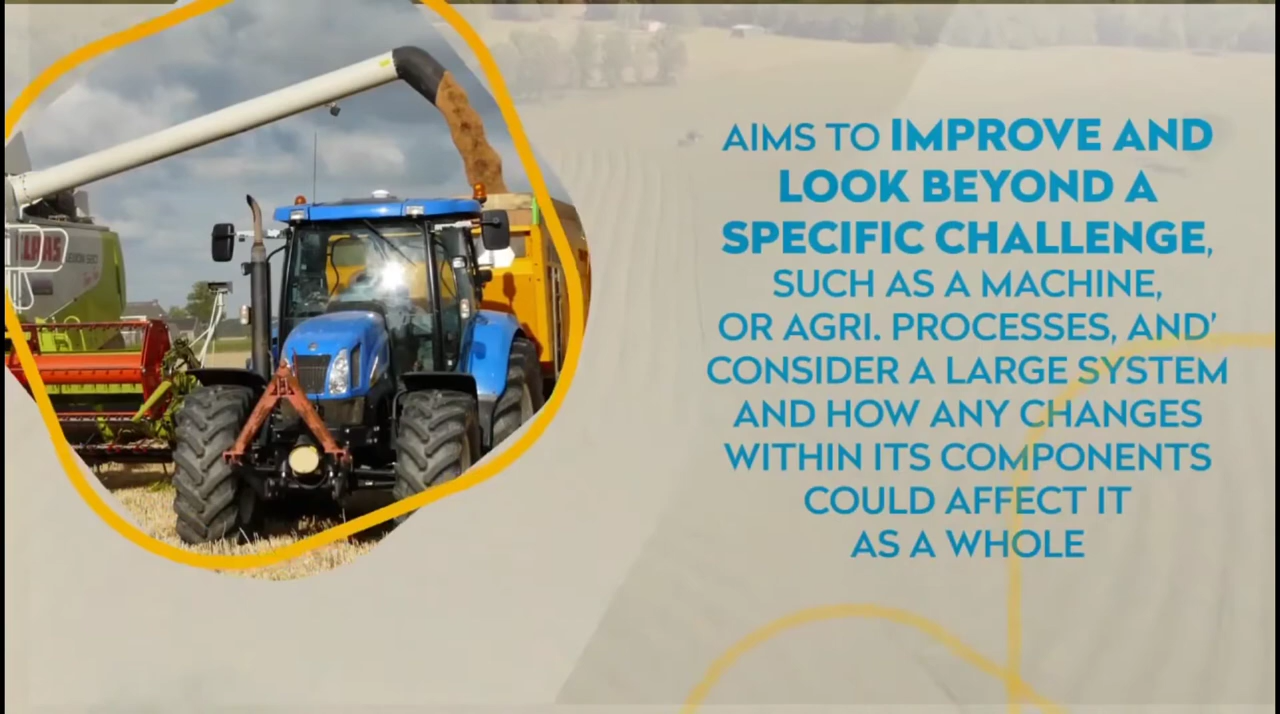 AIMS TO IMPROVE AND
LOOK BEYOND A
SPECIFIC CHALLENGE,
SUCH AS A MACHINE,
OR AGRI. PROCESSES, AND'
CONSIDER A LARGE SYSTEM
AND HOW ANY CHANGES
WITHIN ITS COMPONENTS
COULD AFFECT IT
AS A WHOLE